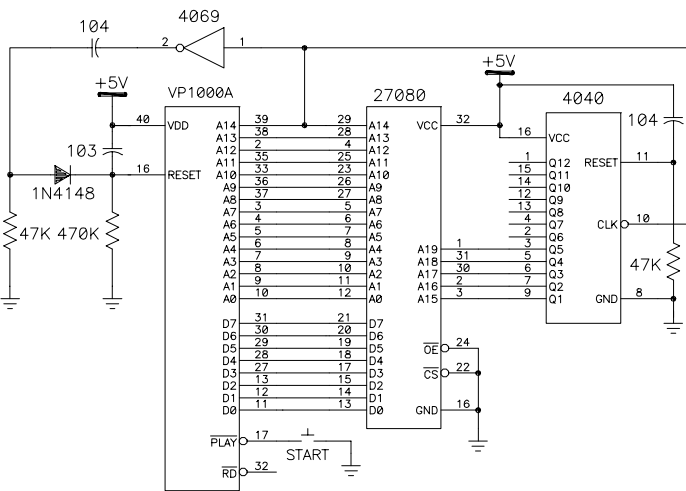 104
4069
2
1
+5V
VP1000A
27080
+5V
4040
104
103
1N4148
47K
470K
40 VDD
16 RESET
A14 39 29 A14
A13 38 28 A13
A12 2 4 A12
A11 35 25 A11
A10 33 23 A10
A9 36 26 A9
A8 37 27 A8
A7 3 5 A7
A6 4 6 A6
A5 5 7 A5
A4 6 8 A4
A3 7 9 A3
A2 8 10 A2
A1 9 11 A1
A0 10 12 A0
D7 31 21 D7
D6 30 20 D6
D5 29 19 D5
D4 28 18 D4
D3 27 17 D3
D2 13 15 D2
D1 12 14 D1
D0 11 13 D0
PLAY 17
START
RD 32
VCC 32
A19 1 3 Q5
A18 31 5 Q4
A17 30 6 Q3
A16 2 7 Q2
A15 3 9 Q1
OE 24
CS 22
GND 16
16 VCC
1 Q12
15 Q11
14 Q10
12 Q9
13 Q8
4 Q7
2 Q6
RESET 11
CLK 10
47K
GND 8